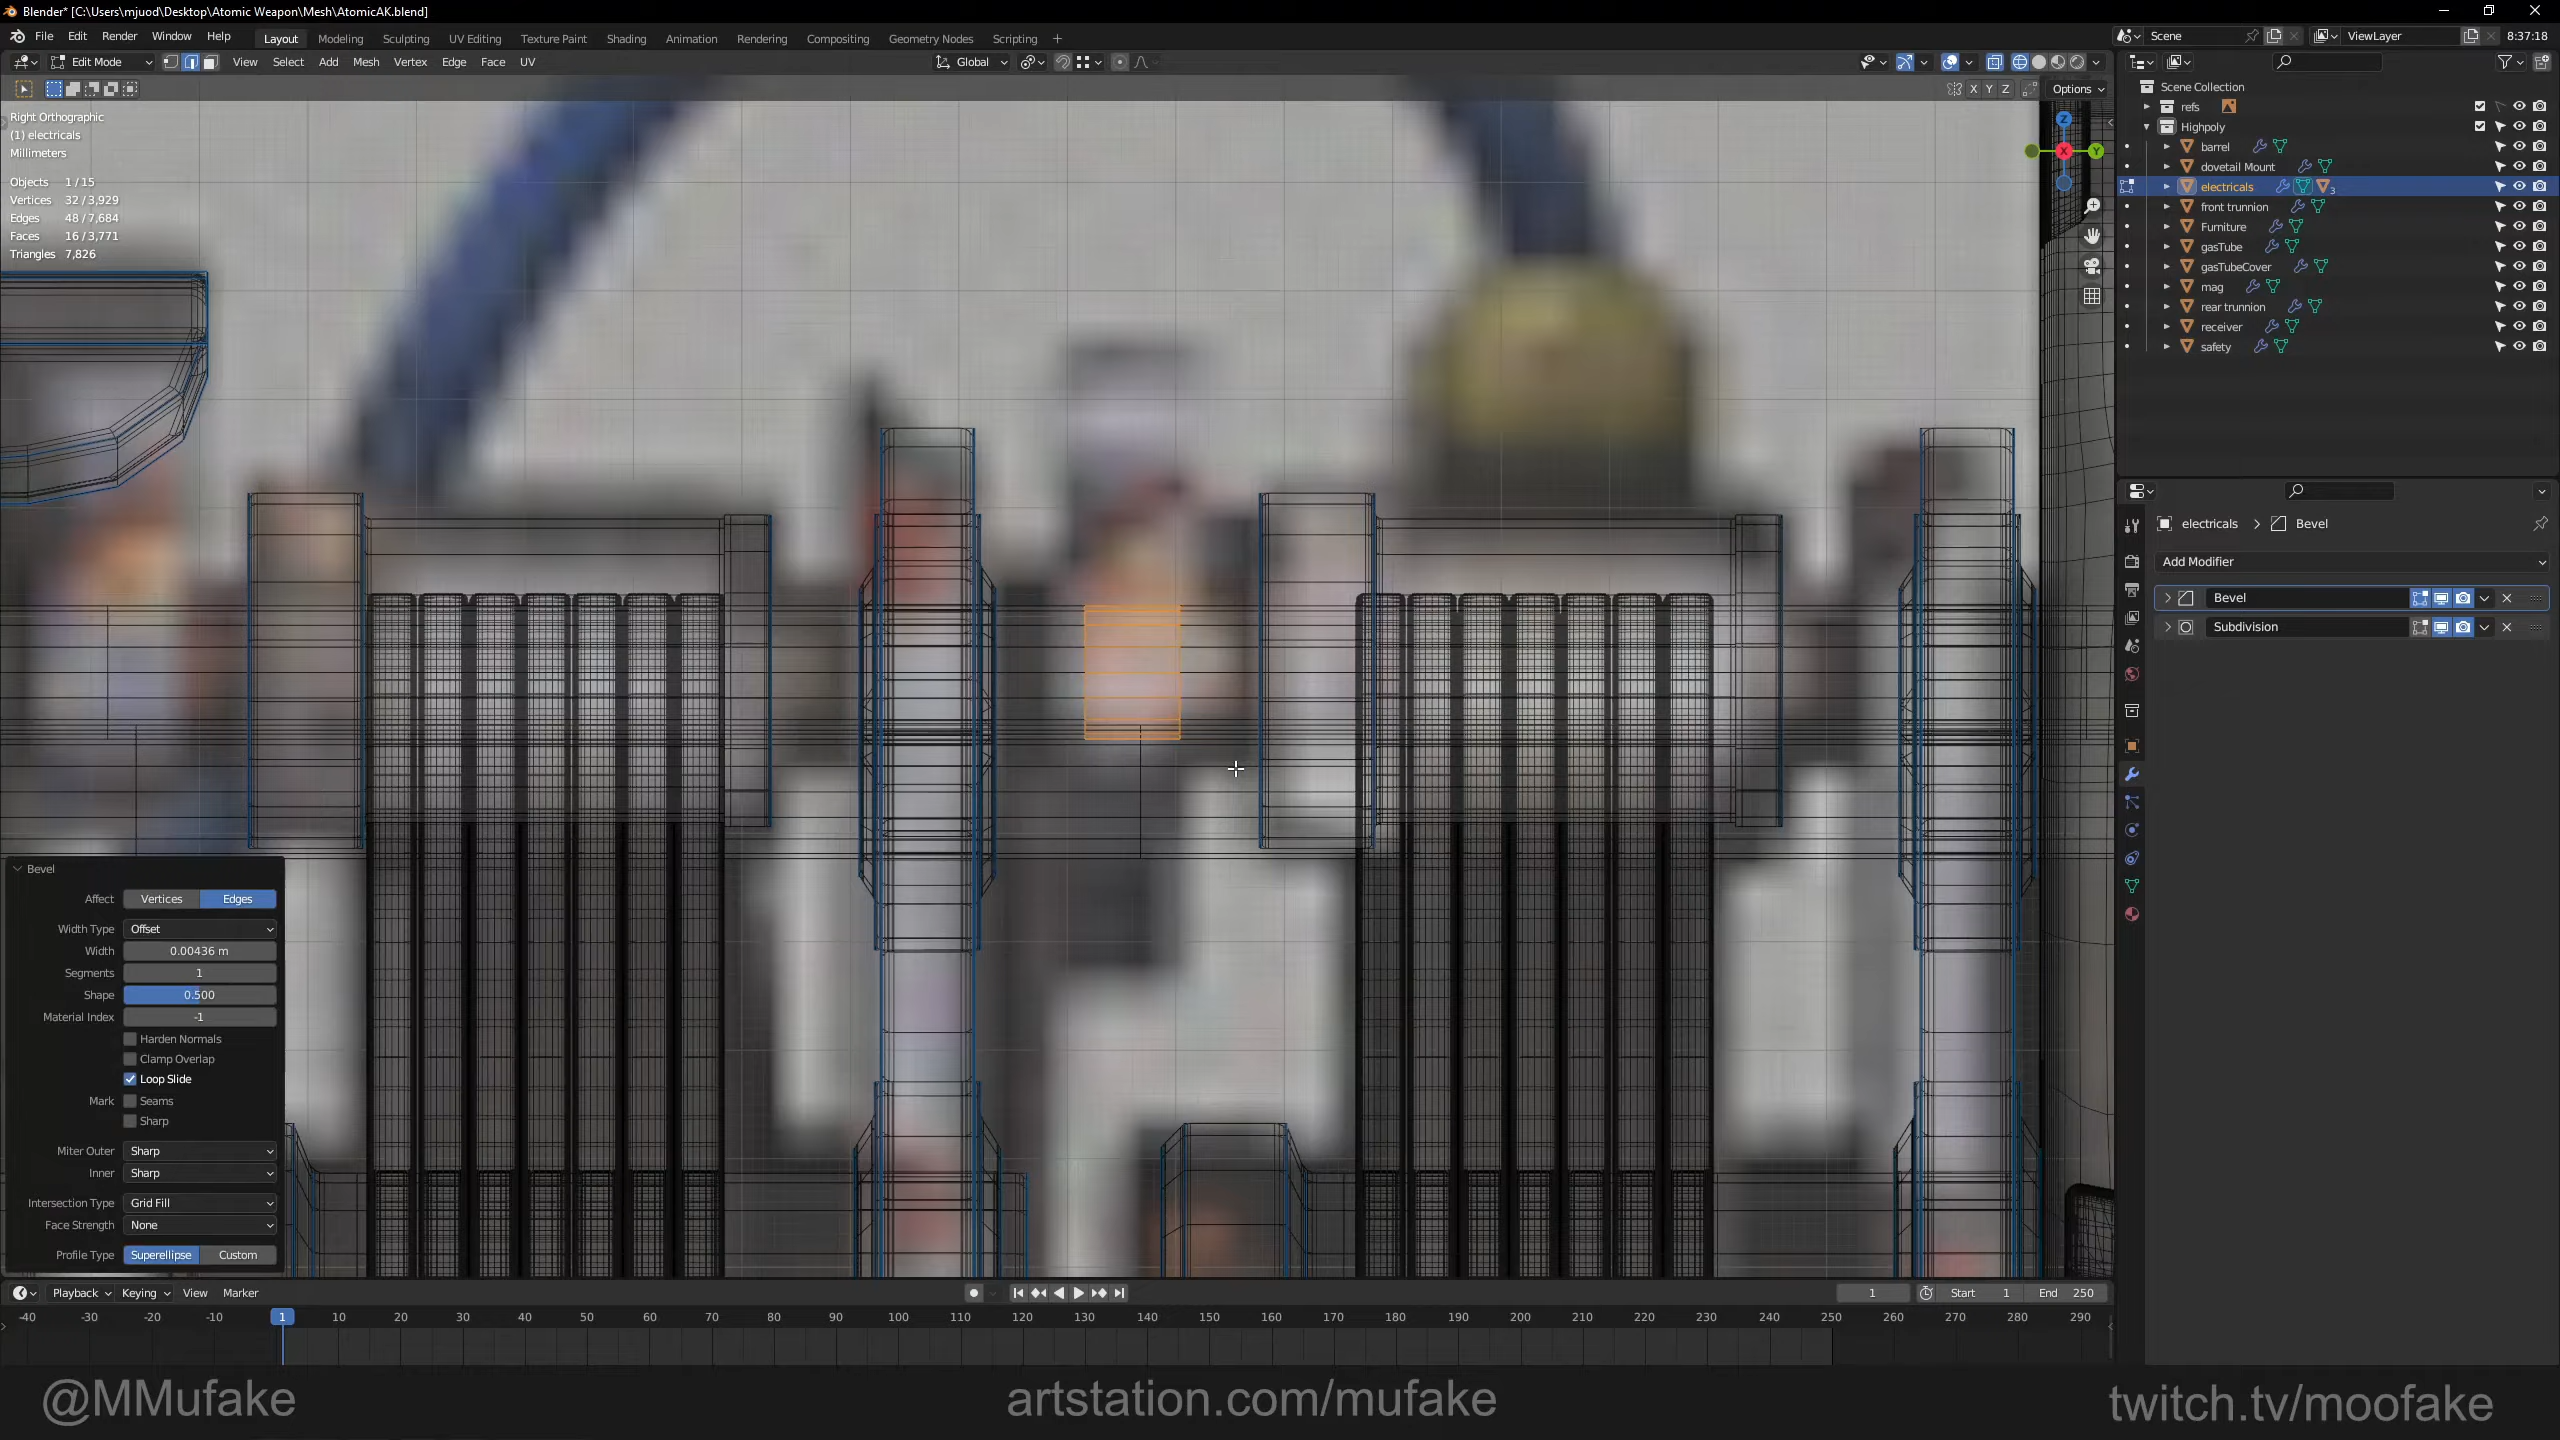 Blender* [C:\Users\mjuod\Desktop\Atomic Weapon\Mesh\AtomicAK.blend]
File Edit Render Window Help Layout Modeling Sculpting UV Editing Texture Paint Shading Animation Rendering Compositing Geometry Nodes Scripting + Scene ViewLayer 8:37:18
Edit Mode View Select Add Mesh Vertex Edge Face UV Global
X Y Z Options
Right Orthographic
(1) electricals
Millimeters
Objects 1 / 15
Vertices 32 / 3,929
Edges 48 / 7,684
Faces 16 / 3,771
Triangles 7,826
Z
X Y
Scene Collection
refs
Highpoly
barrel
dovetail Mount
electricals 3
front trunnion
Furniture
gasTube
gasTubeCover
mag
rear trunnion
receiver
safety
electricals > Bevel
Add Modifier
Bevel
Subdivision
Bevel
Affect Vertices Edges
Width Type Offset
Width 0.00436 m
Segments 1
Shape 0.500
Material Index -1
Harden Normals
Clamp Overlap
Loop Slide
Mark Seams
Sharp
Miter Outer Sharp
Inner Sharp
Intersection Type Grid Fill
Face Strength None
Profile Type Superellipse Custom
Playback Keying View Marker 1 Start 1 End 250
-40 -30 -20 -10 1 10 20 30 40 50 60 70 80 90 100 110 120 130 140 150 160 170 180 190 200 210 220 230 240 250 260 270 280 290
@MMufake artstation.com/mufake twitch.tv/moofake